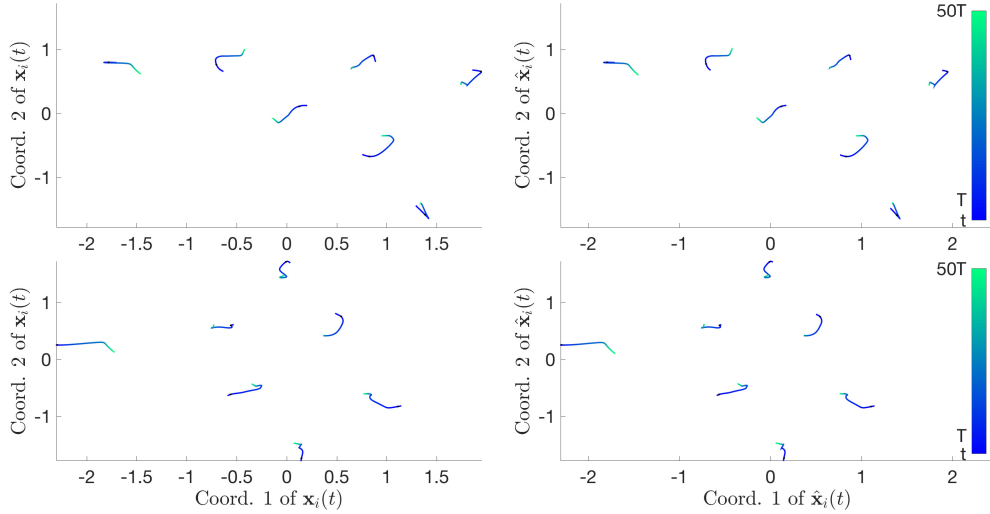 Coord. 2 of x_i(t)
1
0
-1
-2 -1.5 -1 -0.5 0 0.5 1 1.5
Coord. 2 of x̂_i(t)
1
0
-1
-2 -1 0 1 2
50T
T
t
Coord. 2 of x_i(t)
1
0
-1
-2 -1.5 -1 -0.5 0 0.5 1 1.5
Coord. 1 of x_i(t)
Coord. 2 of x̂_i(t)
1
0
-1
-2 -1 0 1 2
Coord. 1 of x̂_i(t)
50T
T
t